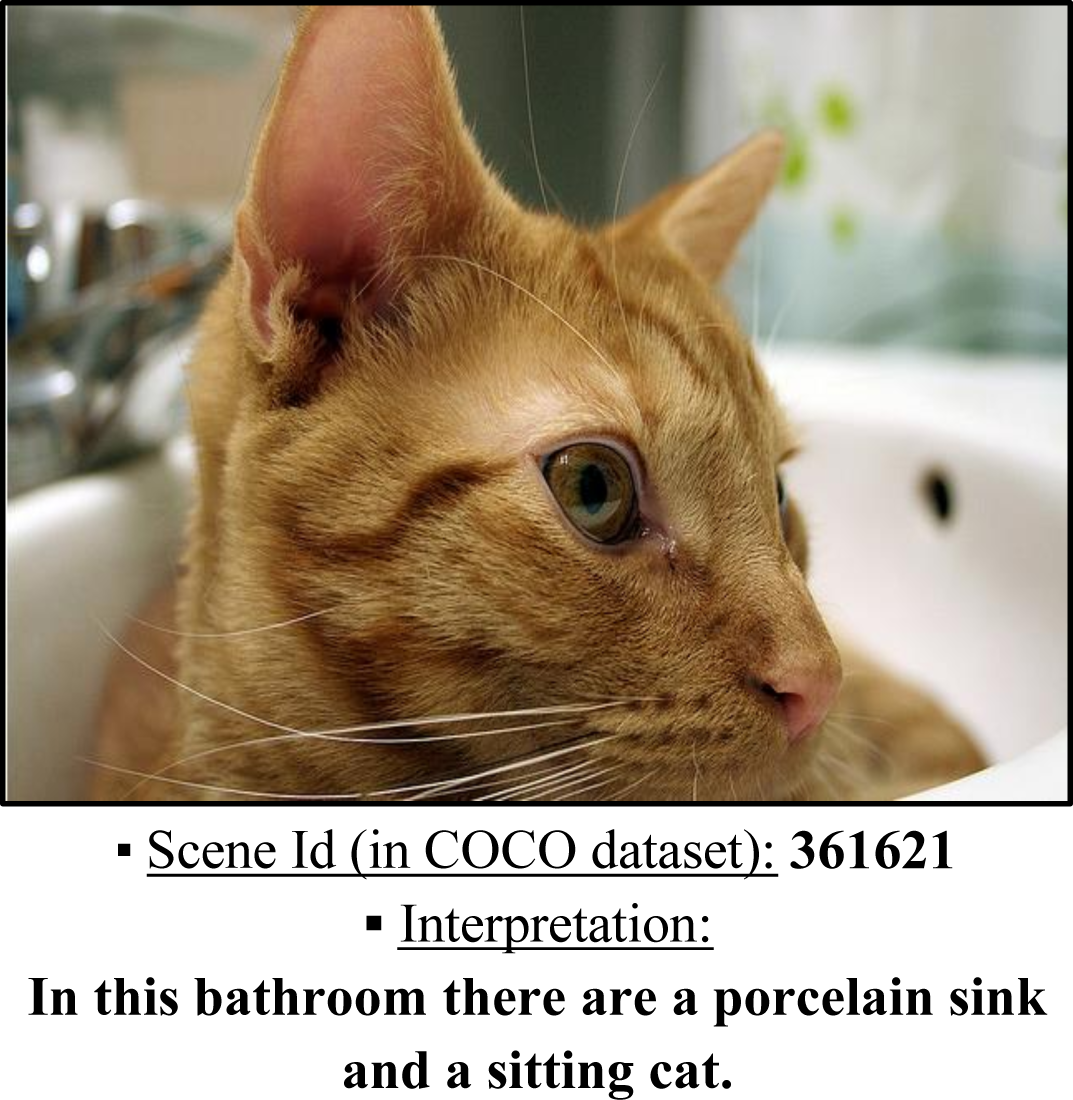 ▪ Scene Id (in COCO dataset): 361621
▪ Interpretation:
In this bathroom there are a porcelain sink
and a sitting cat.